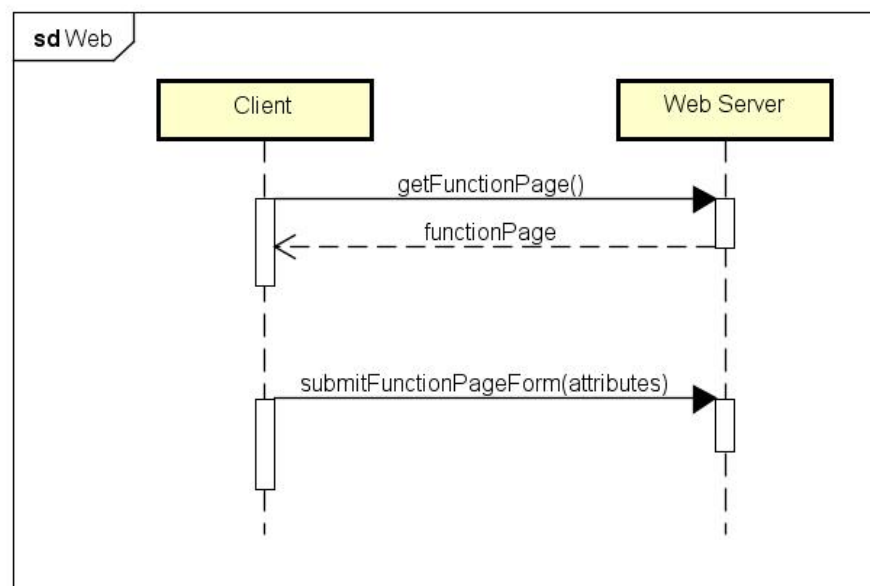 sd Web
Client
Web Server
getFunctionPage()
functionPage
submitFunctionPageForm(attributes)